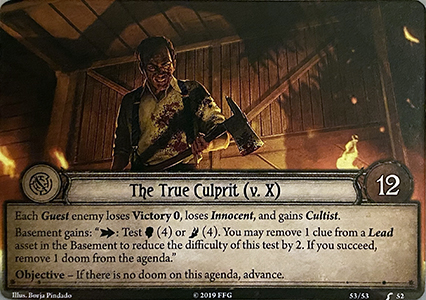 The True Culprit (v. X)
12
Each Guest enemy loses Victory 0, loses Innocent, and gains Cultist.
Basement gains: " : Test (4) or (4). You may remove 1 clue from a Lead
asset in the Basement to reduce the difficulty of this test by 2. If you succeed,
remove 1 doom from the agenda."
Objective – If there is no doom on this agenda, advance.
Illus. Borja Pindado © 2019 FFG 53/53 52